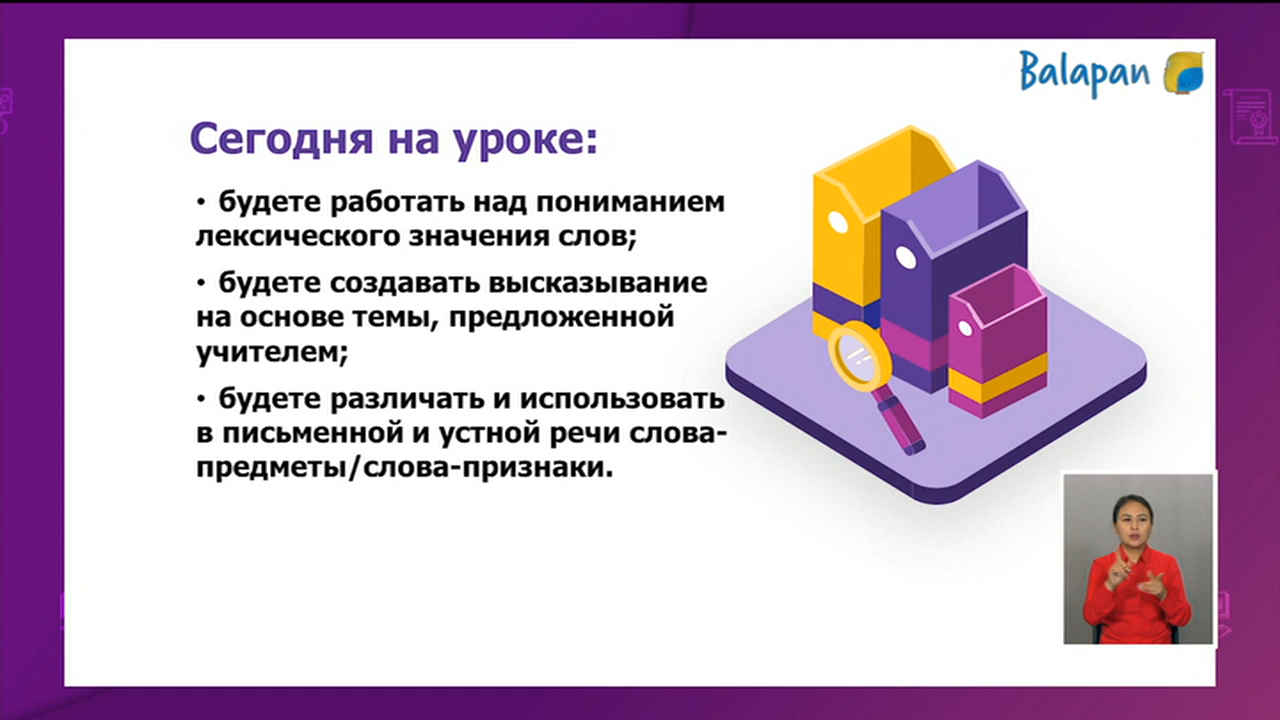 Balapan
Сегодня на уроке:
• будете работать над пониманием
лексического значения слов;
• будете создавать высказывание
на основе темы, предложенной
учителем;
• будете различать и использовать
в письменной и устной речи слова-
предметы/слова-признаки.